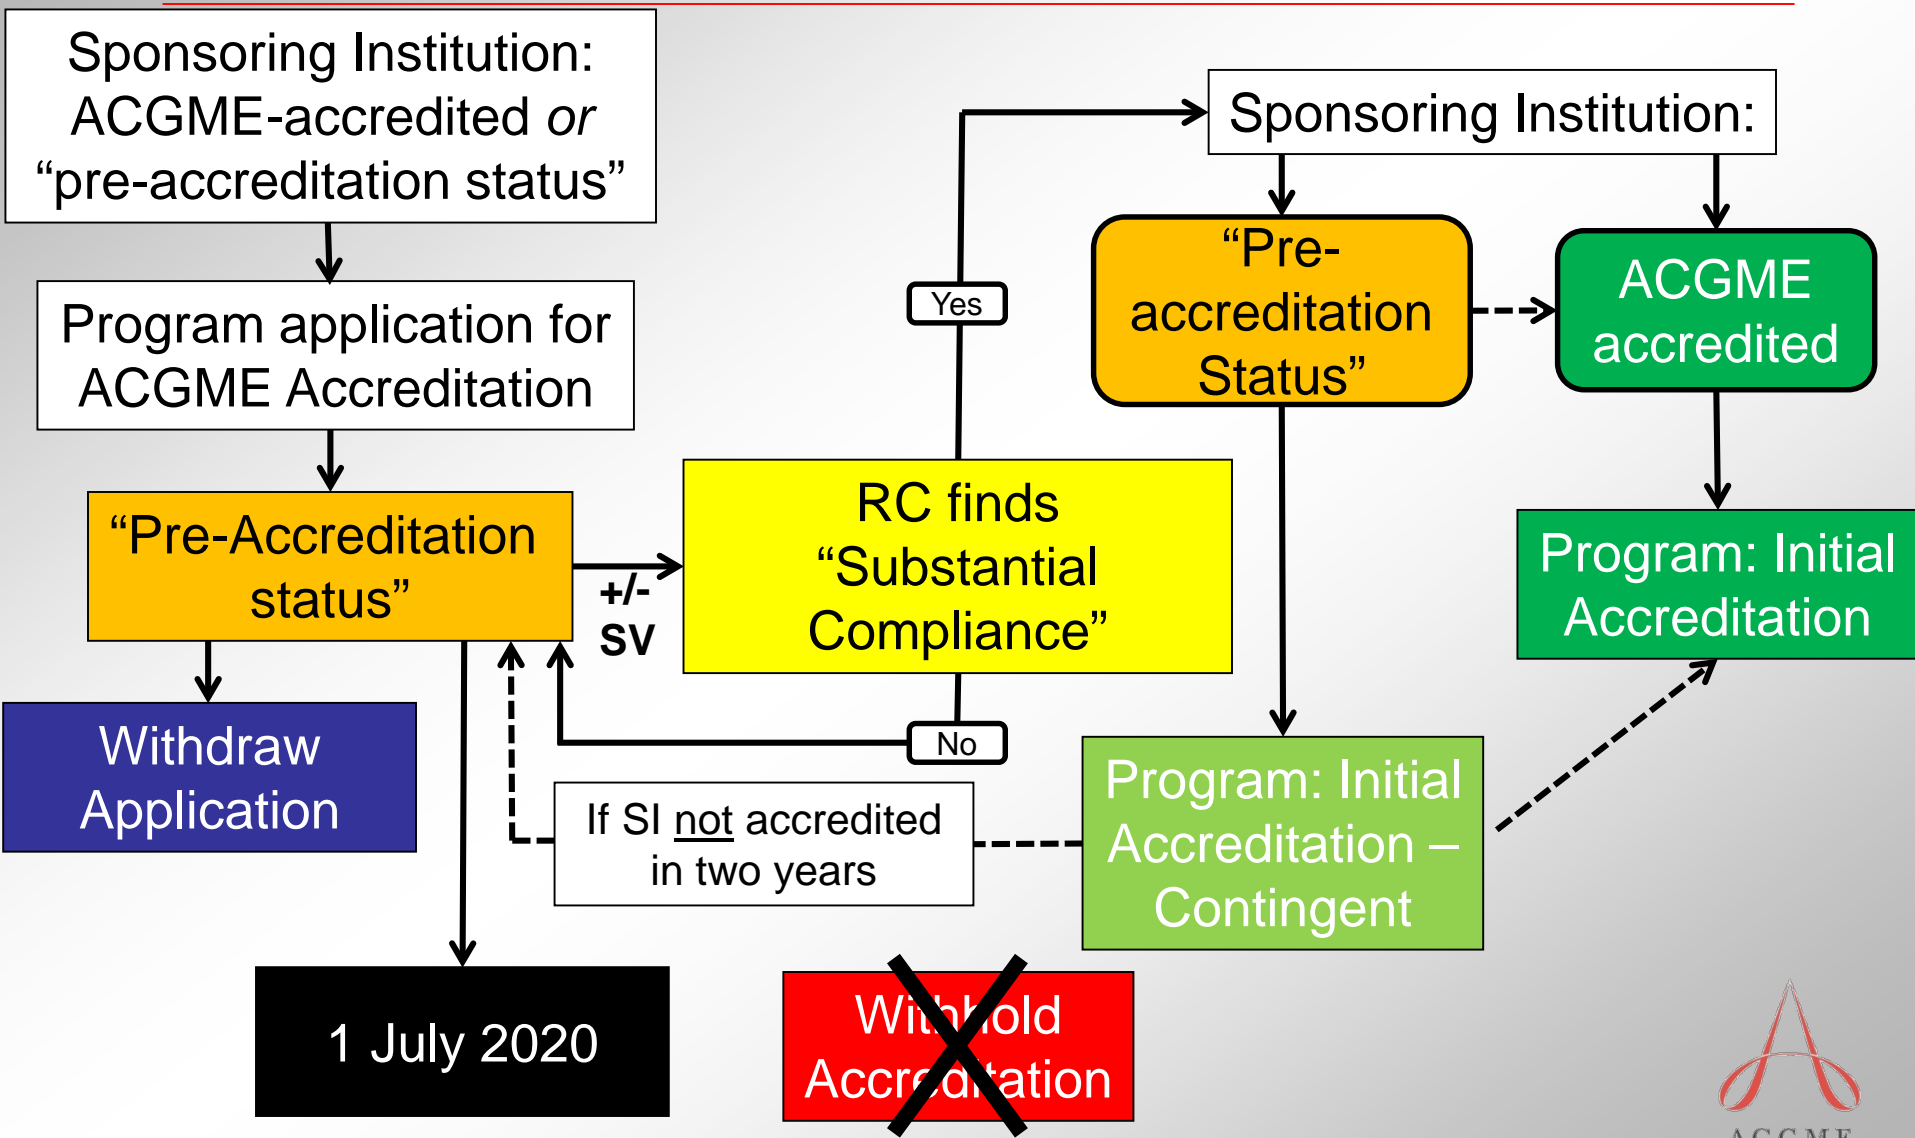 Sponsoring Institution:
ACGME-accredited or
“pre-accreditation status”
Program application for
ACGME Accreditation
“Pre-Accreditation
status”
+/-
SV
Withdraw
Application
1 July 2020
RC finds
“Substantial
Compliance”
Yes
No
If SI not accredited
in two years
Sponsoring Institution:
“Pre-
accreditation
Status”
ACGME
accredited
Program: Initial
Accreditation
Program: Initial
Accreditation –
Contingent
Withhold
Accreditation
ACGME